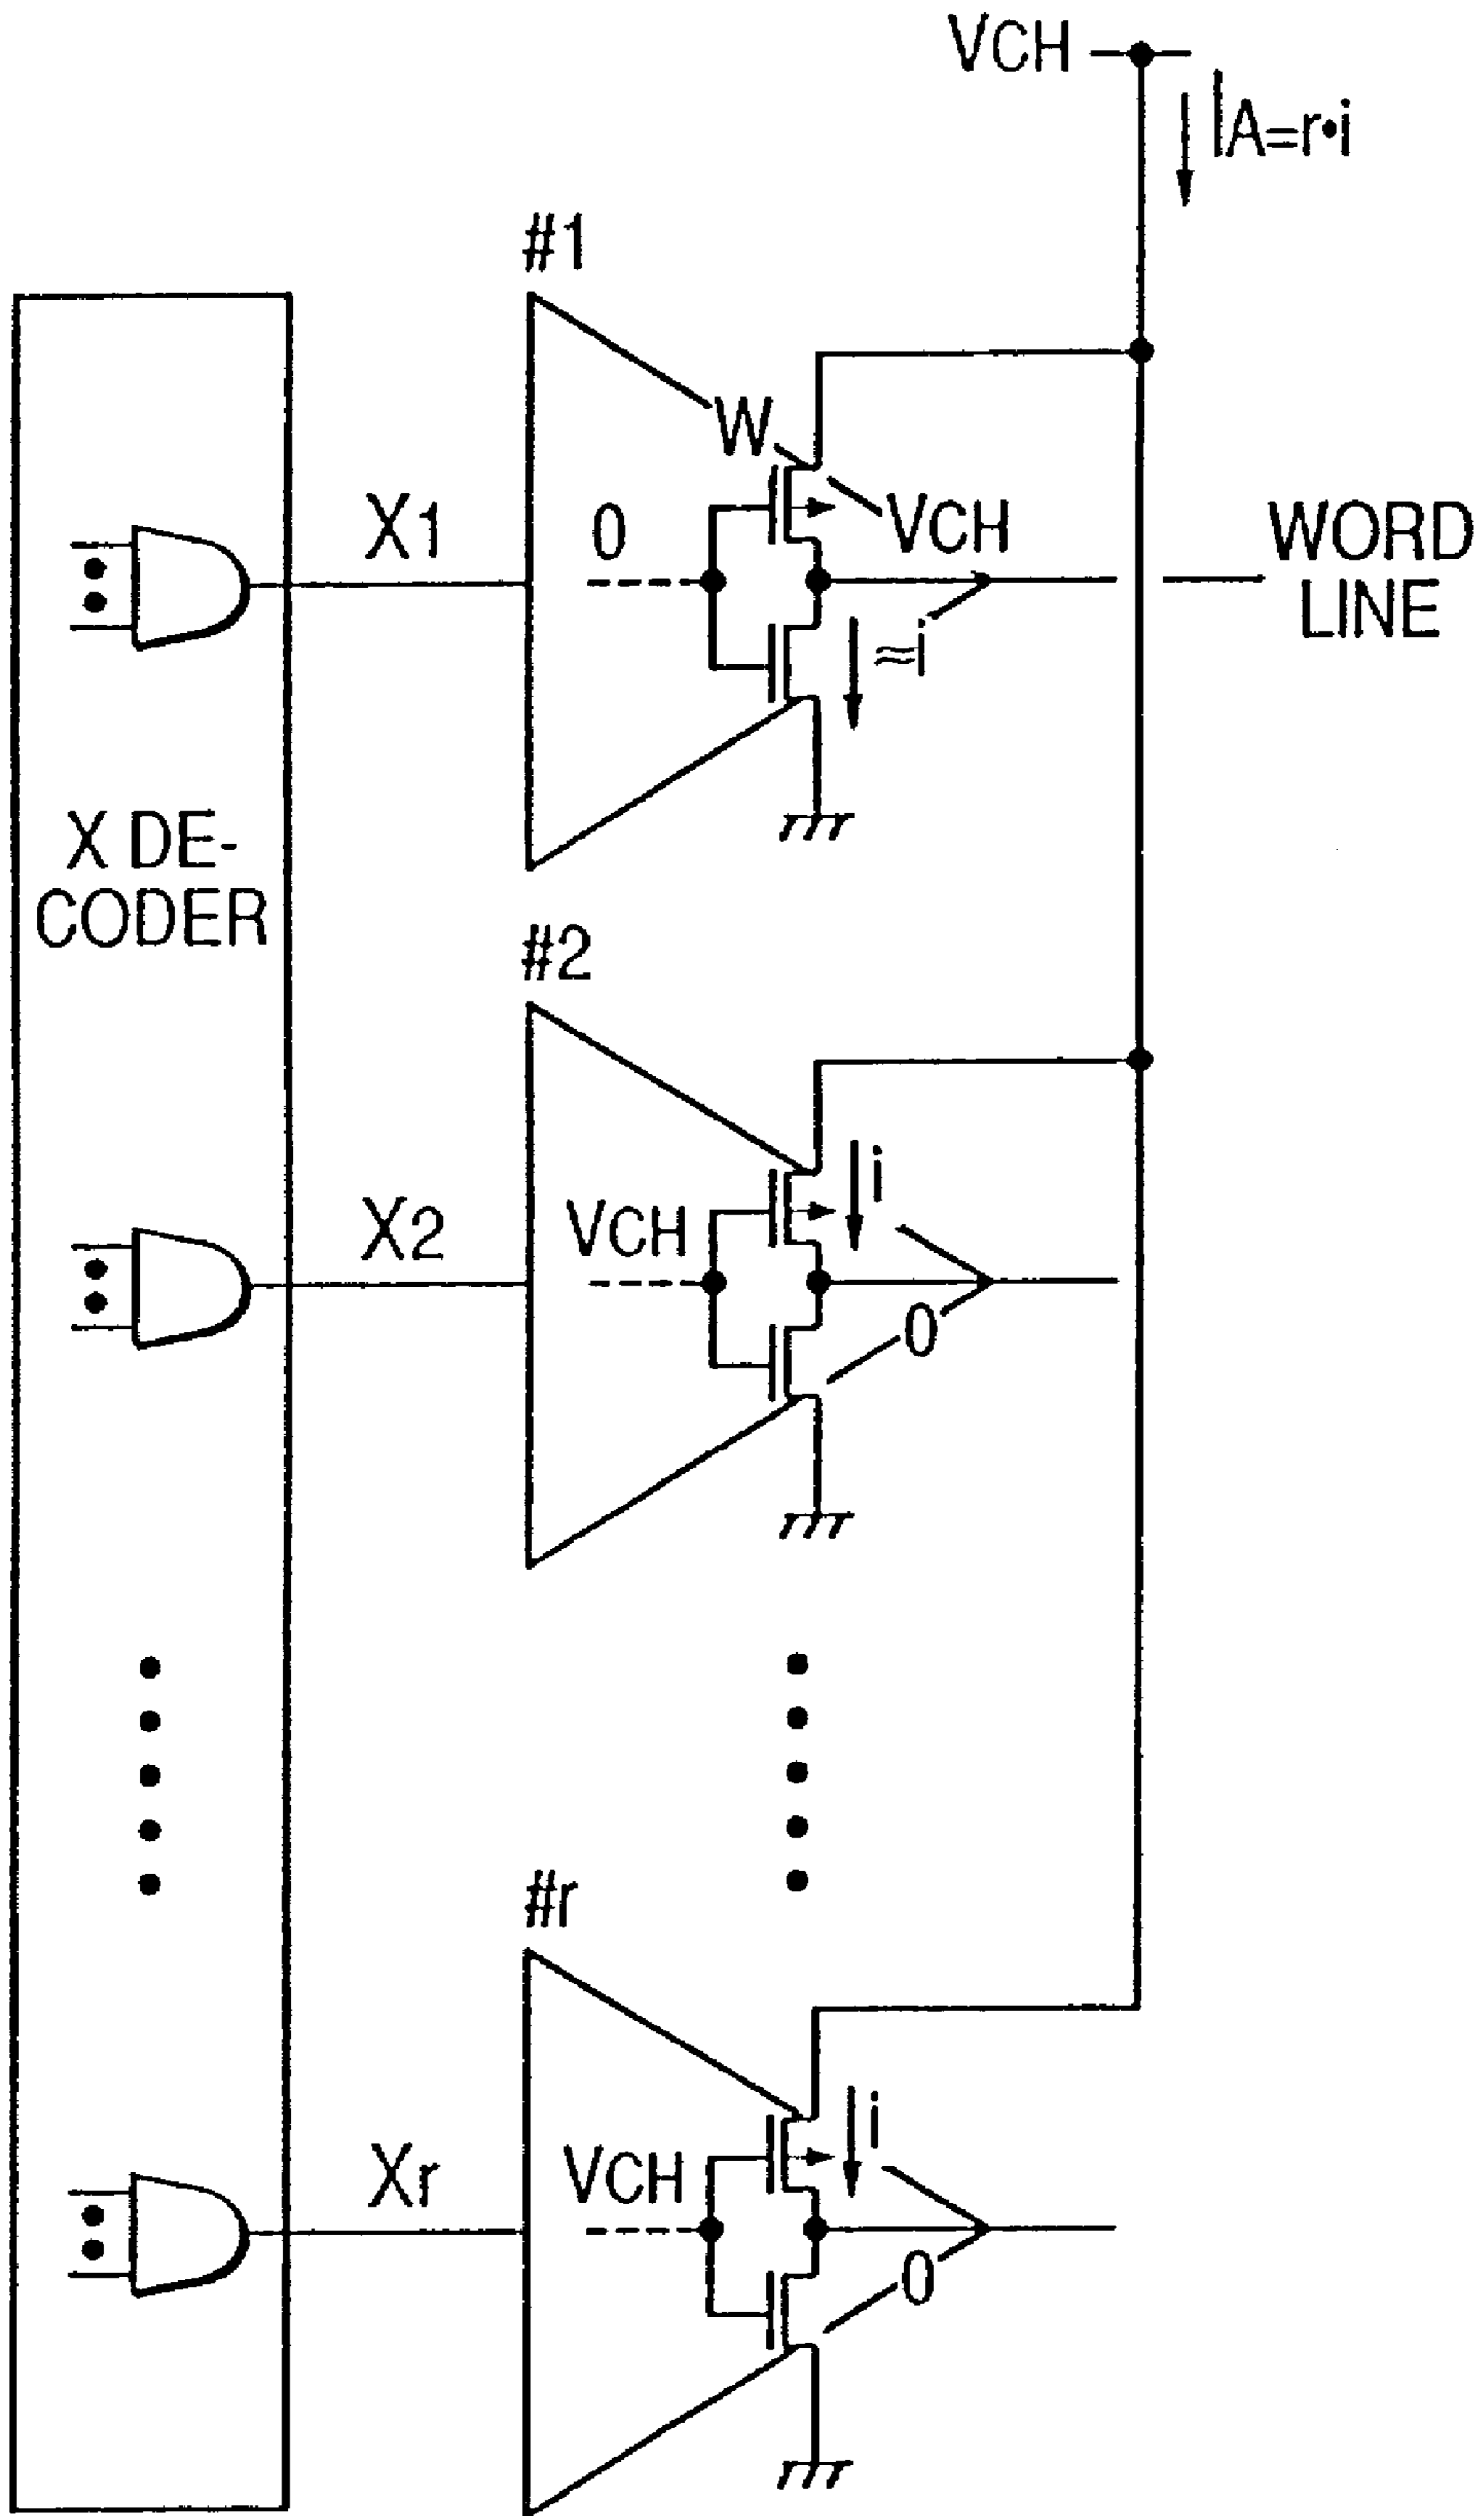 VCH
IA=r•i
#1
W
X1
0
VCH
WORD
LINE
≈i
X DE-
CODER
#2
i
X2
VCH
0
#r
i
Xr
VCH
0